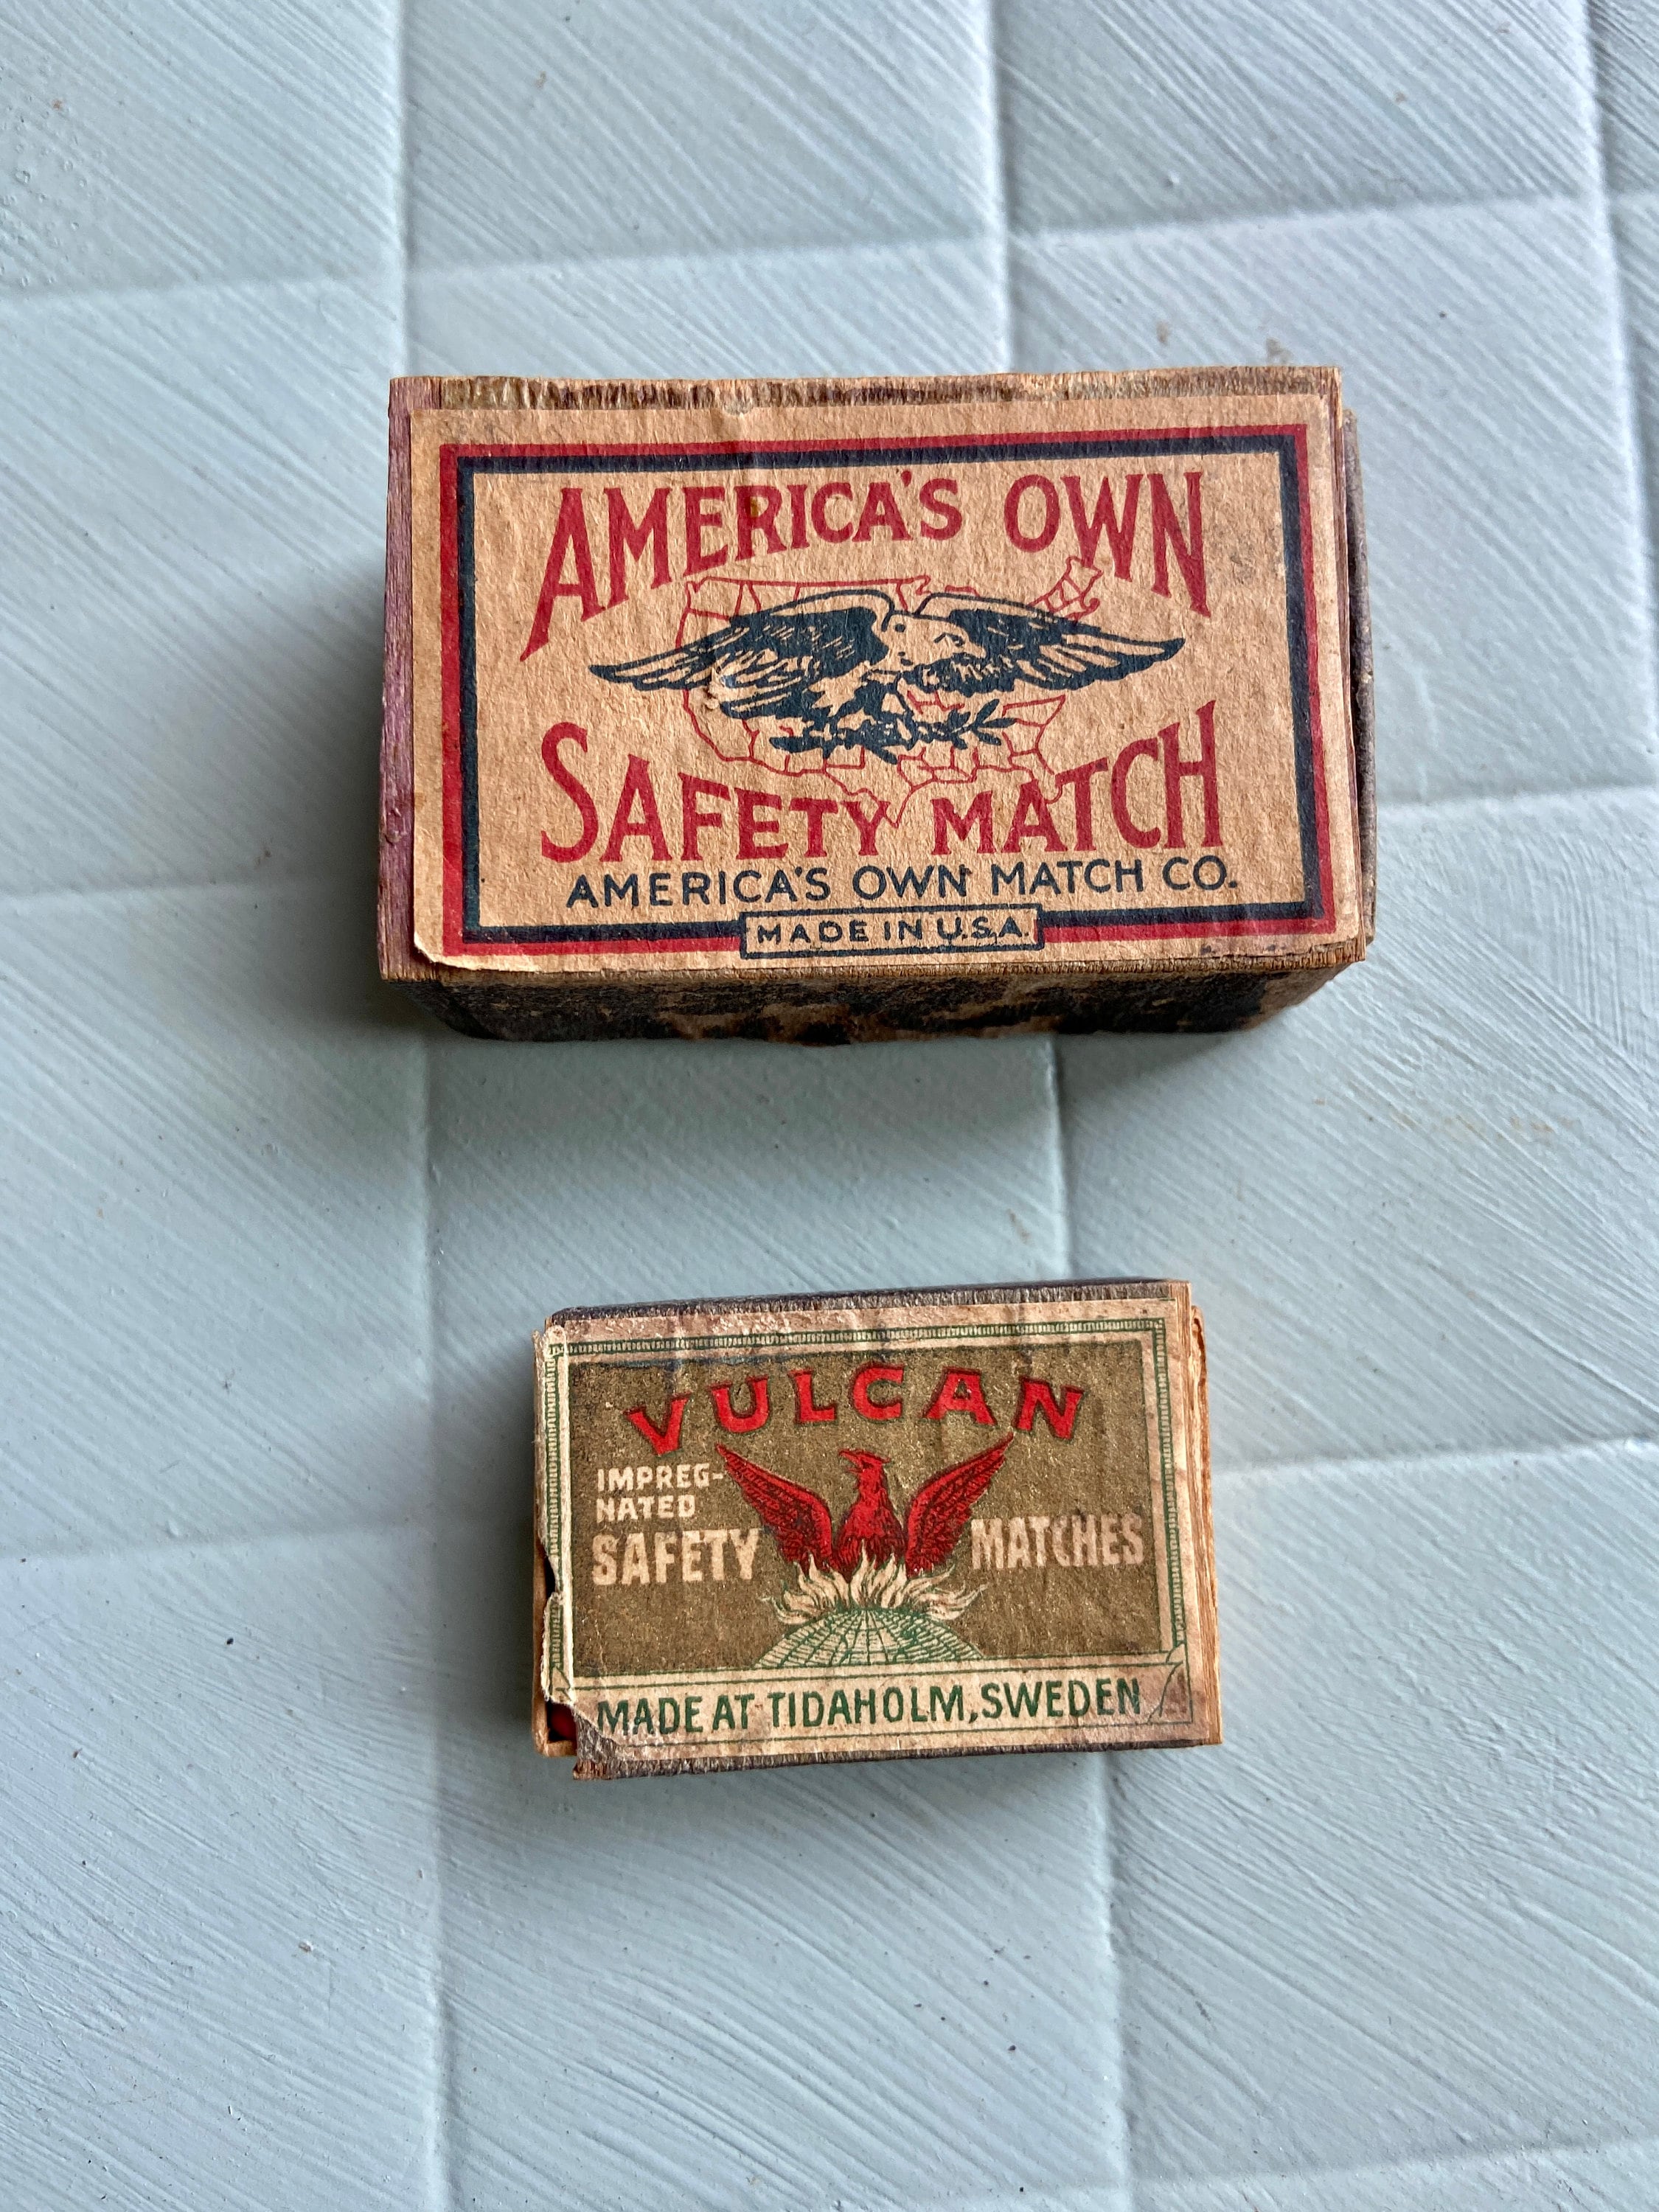 AMERICA'S OWN
SAFETY MATCH
AMERICA'S OWN MATCH CO.
MADE IN U.S.A.
VULCAN
IMPREG-
NATED
SAFETY MATCHES
MADE AT TIDAHOLM, SWEDEN